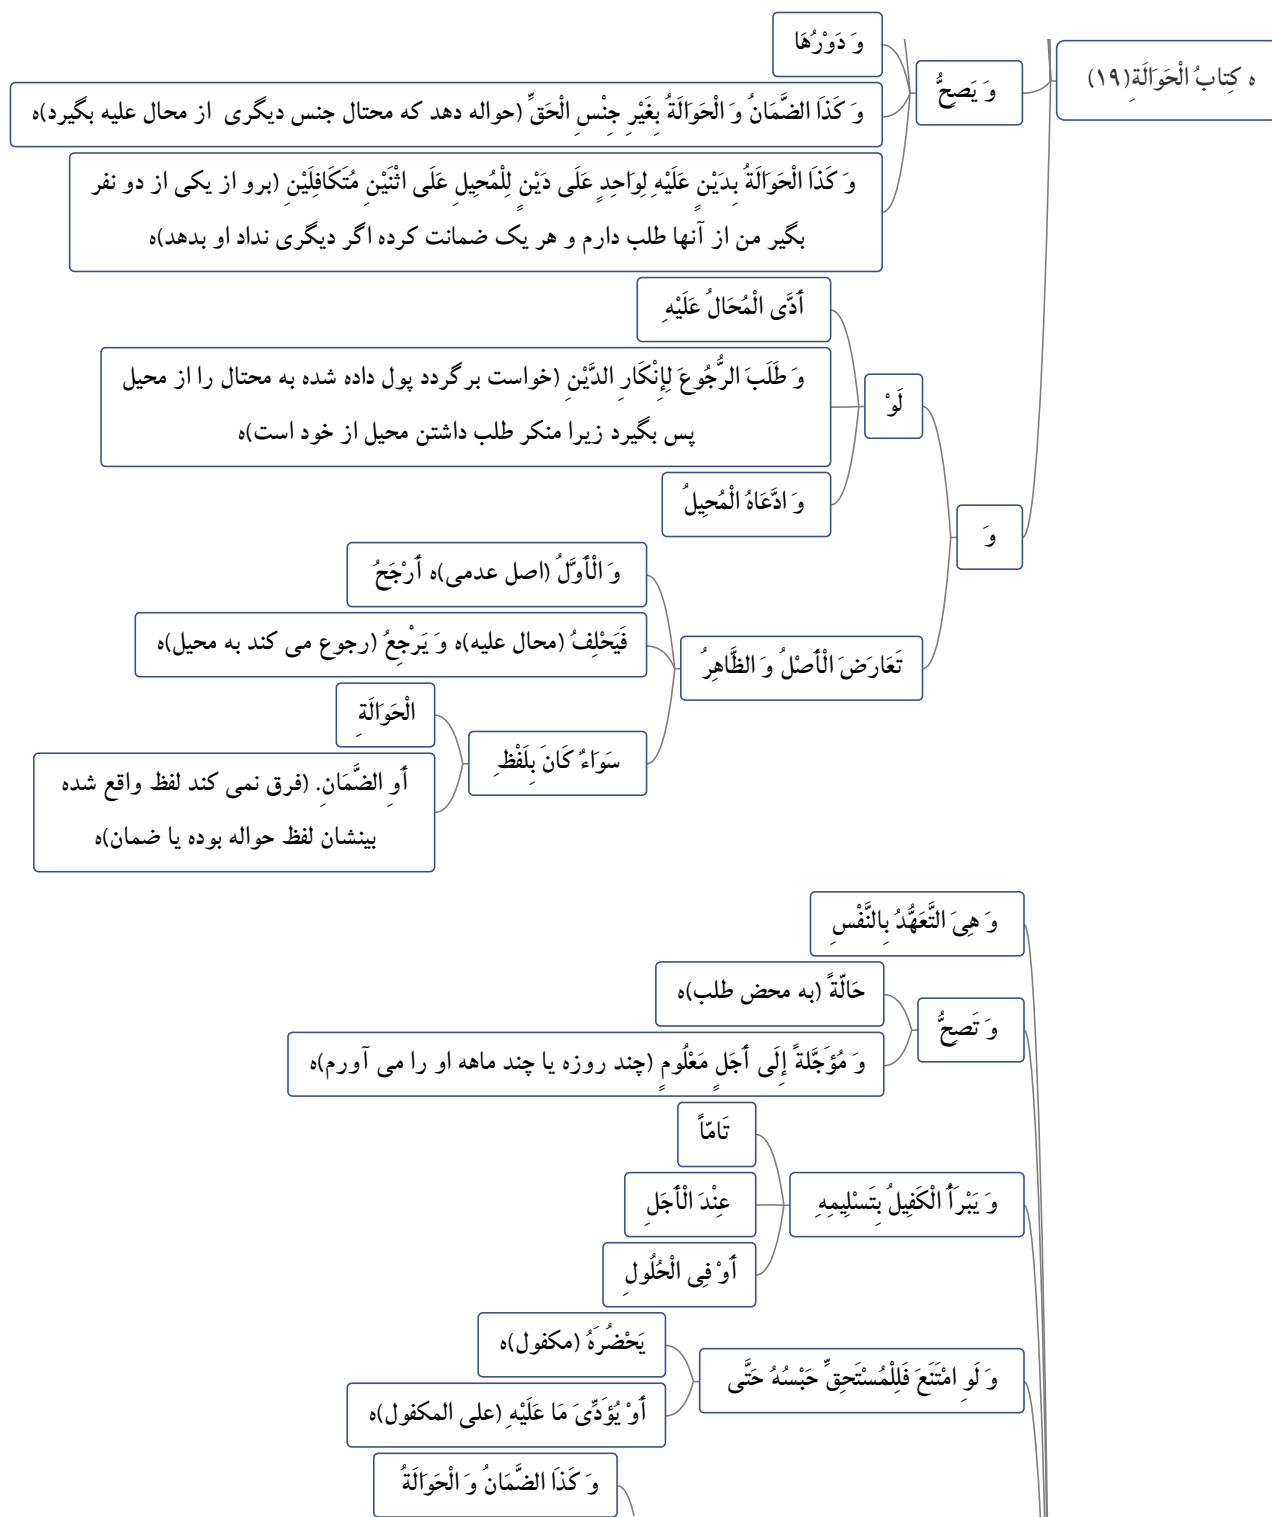 ه كِتابُ الْحَوَالَةِ(۱۹)
وَ يَصِحُّ
وَ دَوْرُهَا
وَ كَذَا الضَّمَانُ وَ الْحَوَالَةُ بِغَيْرِ جِنْسِ الْحَقِّ (حواله دهد که محتال جنس دیگری از محال علیه بگیرد)ه
وَ كَذَا الْحَوَالَةُ بِدَيْنٍ عَلَيْهِ لِوَاحِدٍ عَلَى دَيْنٍ لِلْمُحِيلِ عَلَى اثْنَيْنِ مُتَكَافِلَيْنِ (برو از یکی از دو نفر
بگیر من از آنها طلب دارم و هر یک ضمانت کرده اگر دیگری نداد او بدهد)ه
وَ
لَوْ
أَدَّى الْمُحَالُ عَلَيْهِ
وَ طَلَبَ الرُّجُوعَ لِإِنْكَارِ الدَّيْنِ (خواست برگردد پول داده شده به محتال را از محیل
پس بگیرد زیرا منکر طلب داشتن محیل از خود است)ه
وَ ادَّعَاهُ الْمُحِيلُ
تَعَارَضَ الْأَصْلُ وَ الظَّاهِرُ
وَ الْأَوَّلُ (اصل عدمی)ه أَرْجَحُ
فَيَحْلِفُ (محال علیه)ه وَ يَرْجِعُ (رجوع می کند به محیل)ه
سَوَاءٌ كَانَ بِلَفْظِ
الْحَوَالَةِ
أَوِ الضَّمَانِ. (فرق نمی کند لفظ واقع شده
بینشان لفظ حواله بوده یا ضمان)ه
وَ هِيَ التَّعَهُّدُ بِالنَّفْسِ
وَ تَصِحُّ
حَالَّةً (به محض طلب)ه
وَ مُؤَجَّلَةً إِلَى أَجَلٍ مَعْلُومٍ (چند روزه یا چند ماهه او را می آورم)ه
وَ يَبْرَأُ الْكَفِيلُ بِتَسْلِيمِهِ
تَامّاً
عِنْدَ الْأَجَلِ
أَوْ فِي الْحُلُولِ
وَ لَوِ امْتَنَعَ فَلِلْمُسْتَحِقِّ حَبْسُهُ حَتَّى
يَحْضُرَهُ (مکفول)ه
أَوْ يُؤَدِّيَ مَا عَلَيْهِ (علی المکفول)ه
وَ كَذَا الضَّمَانُ وَ الْحَوَالَةُ